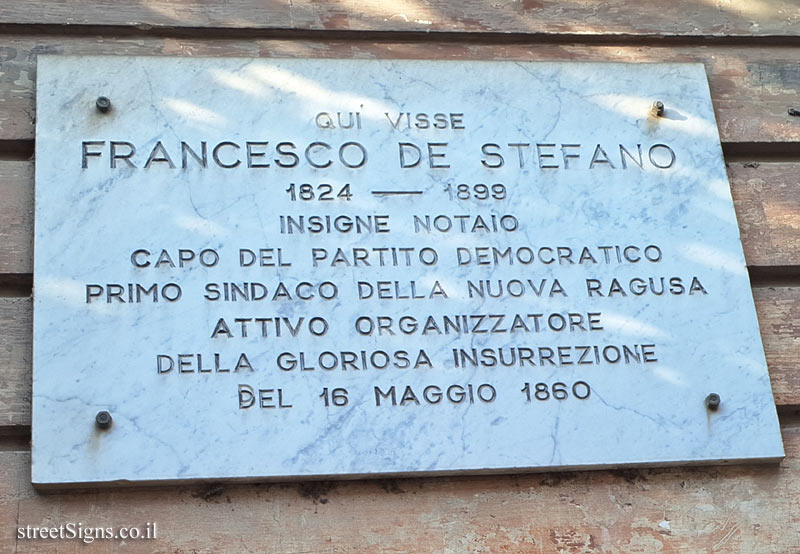 QUI VISSE
FRANCESCO DE STEFANO
1824 — 1899
INSIGNE NOTAIO
CAPO DEL PARTITO DEMOCRATICO
PRIMO SINDACO DELLA NUOVA RAGUSA
ATTIVO ORGANIZZATORE
DELLA GLORIOSA INSURREZIONE
DEL 16 MAGGIO 1860
streetSigns.co.il